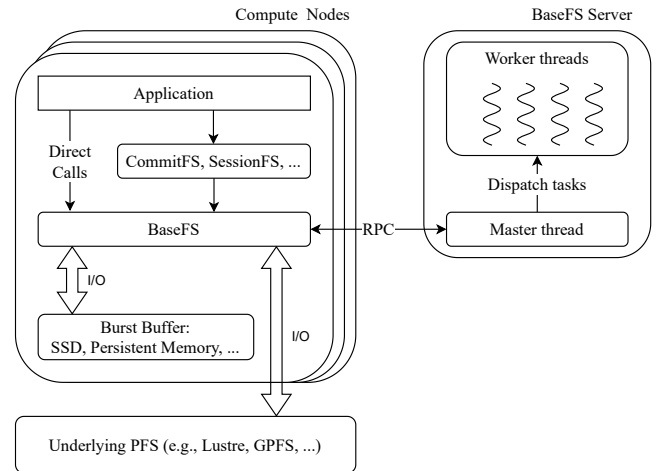 Compute Nodes
BaseFS Server
Application
Worker threads
Direct
Calls
CommitFS, SessionFS, ...
Dispatch tasks
BaseFS
RPC
Master thread
I/O
Burst Buffer:
SSD, Persistent Memory, ...
I/O
Underlying PFS (e.g., Lustre, GPFS, ...)